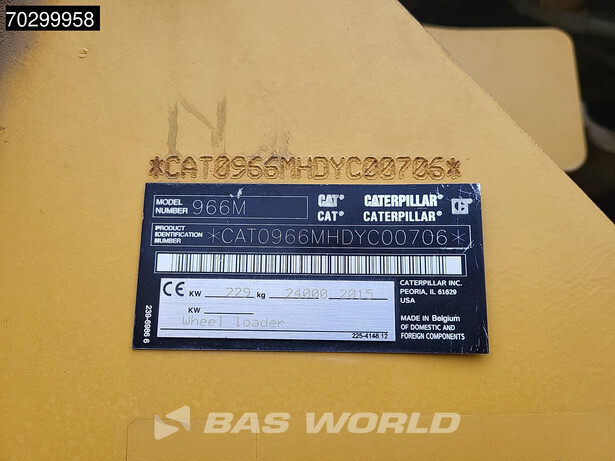 70299958
*CAT0966MHDYC00706*
MODEL NUMBER 966M
CAT CATERPILLAR
CAT® CATERPILLAR®
PRODUCT IDENTIFICATION NUMBER *CAT0966MHDYC00706*
CE KW 229 kg 24000 2015
KW
Wheel loader
225-4148 12
239-6986 6
CATERPILLAR INC.
PEORIA, IL 61629
USA
MADE IN Belgium
OF DOMESTIC AND
FOREIGN COMPONENTS
BAS WORLD